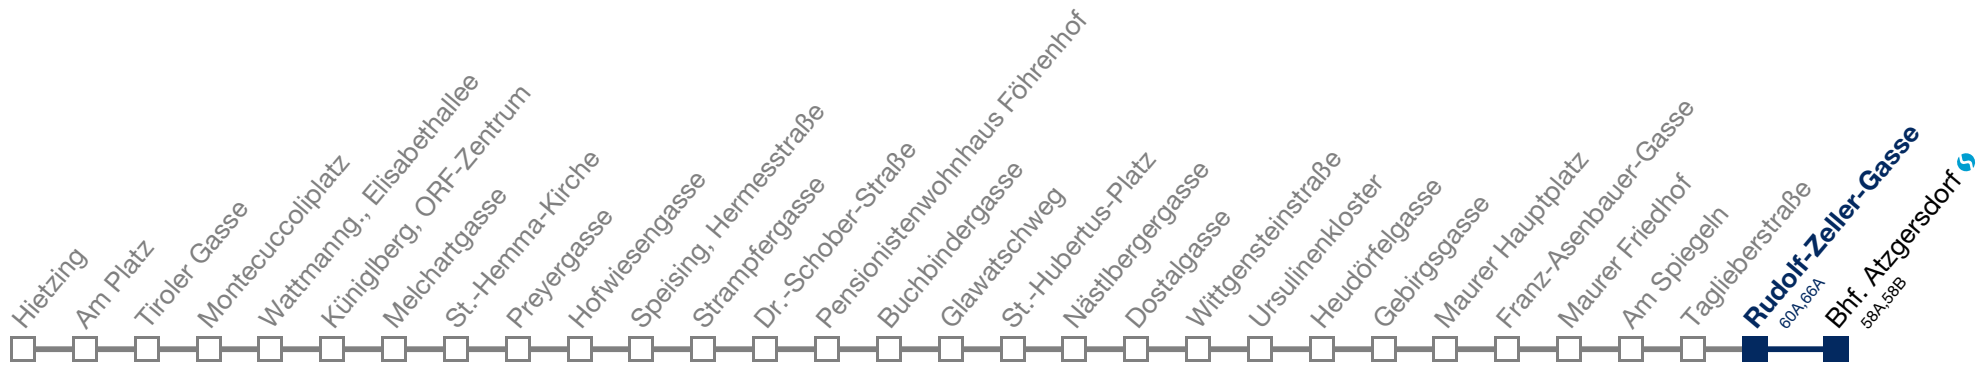 Hietzing
Am Platz
Tiroler Gasse
Montecuccoliplatz
Wattmanng., Elisabethallee
Küniglberg, ORF-Zentrum
Melchartgasse
St.-Hemma-Kirche
Preyergasse
Hofwiesengasse
Speising, Hermesstraße
Strampfergasse
Dr.-Schober-Straße
Pensionistenwohnhaus Föhrenhof
Buchbindergasse
Glawatschweg
St.-Hubertus-Platz
Nästlbergergasse
Dostalgasse
Wittgensteinstraße
Ursulinenkloster
Heudörfelgasse
Gebirgsgasse
Maurer Hauptplatz
Franz-Asenbauer-Gasse
Maurer Friedhof
Am Spiegeln
Taglieberstraße
Rudolf-Zeller-Gasse
60A,66A
Bhf. Atzgersdorf
58A,58B